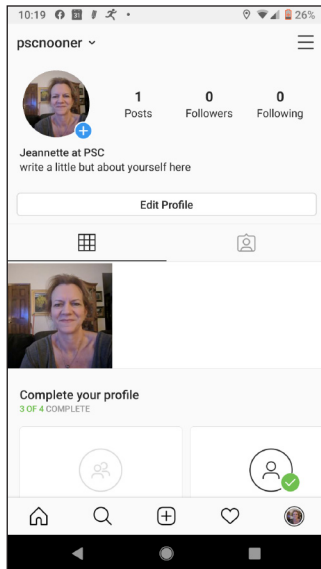 10:19 31 26%
pscnooner
1 0 0
Posts Followers Following
Jeannette at PSC
write a little but about yourself here
Edit Profile
Complete your profile
3 OF 4 COMPLETE